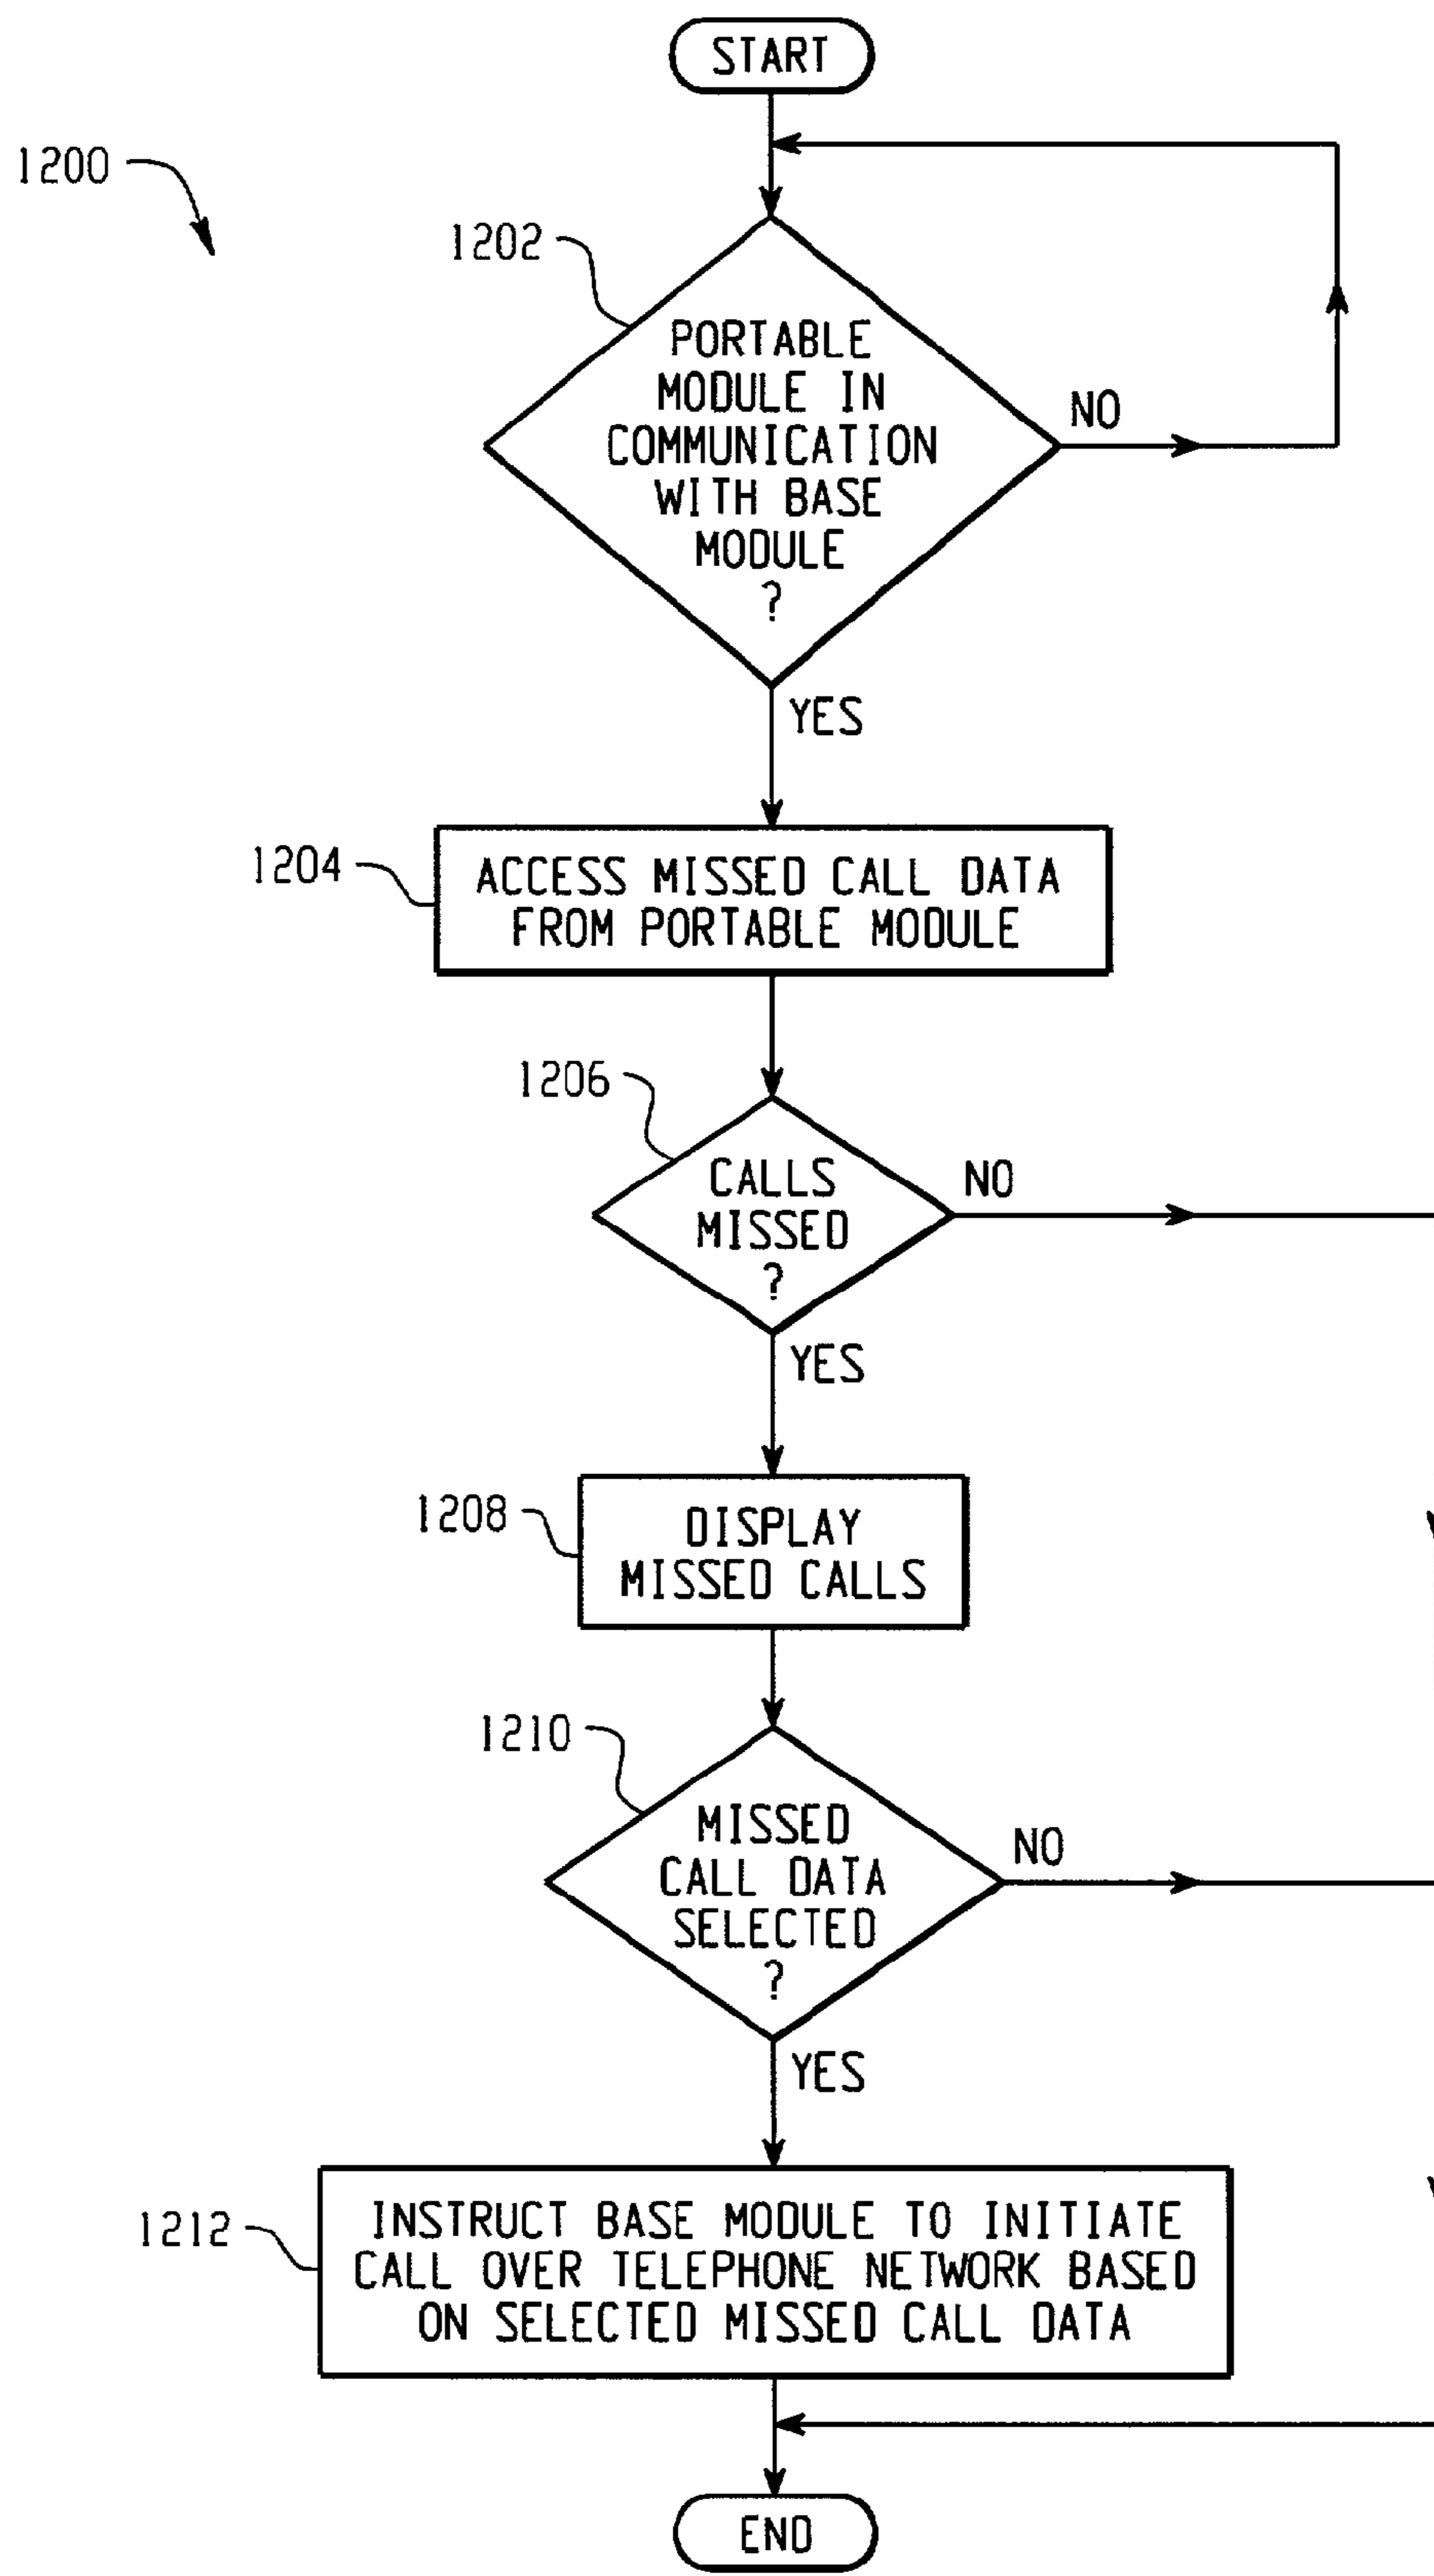 START
1200
1202
PORTABLE
MODULE IN
COMMUNICATION
WITH BASE
MODULE
?
NO
YES
1204
ACCESS MISSED CALL DATA
FROM PORTABLE MODULE
1206
CALLS
MISSED
?
NO
YES
1208
DISPLAY
MISSED CALLS
1210
MISSED
CALL DATA
SELECTED
?
NO
YES
1212
INSTRUCT BASE MODULE TO INITIATE
CALL OVER TELEPHONE NETWORK BASED
ON SELECTED MISSED CALL DATA
END